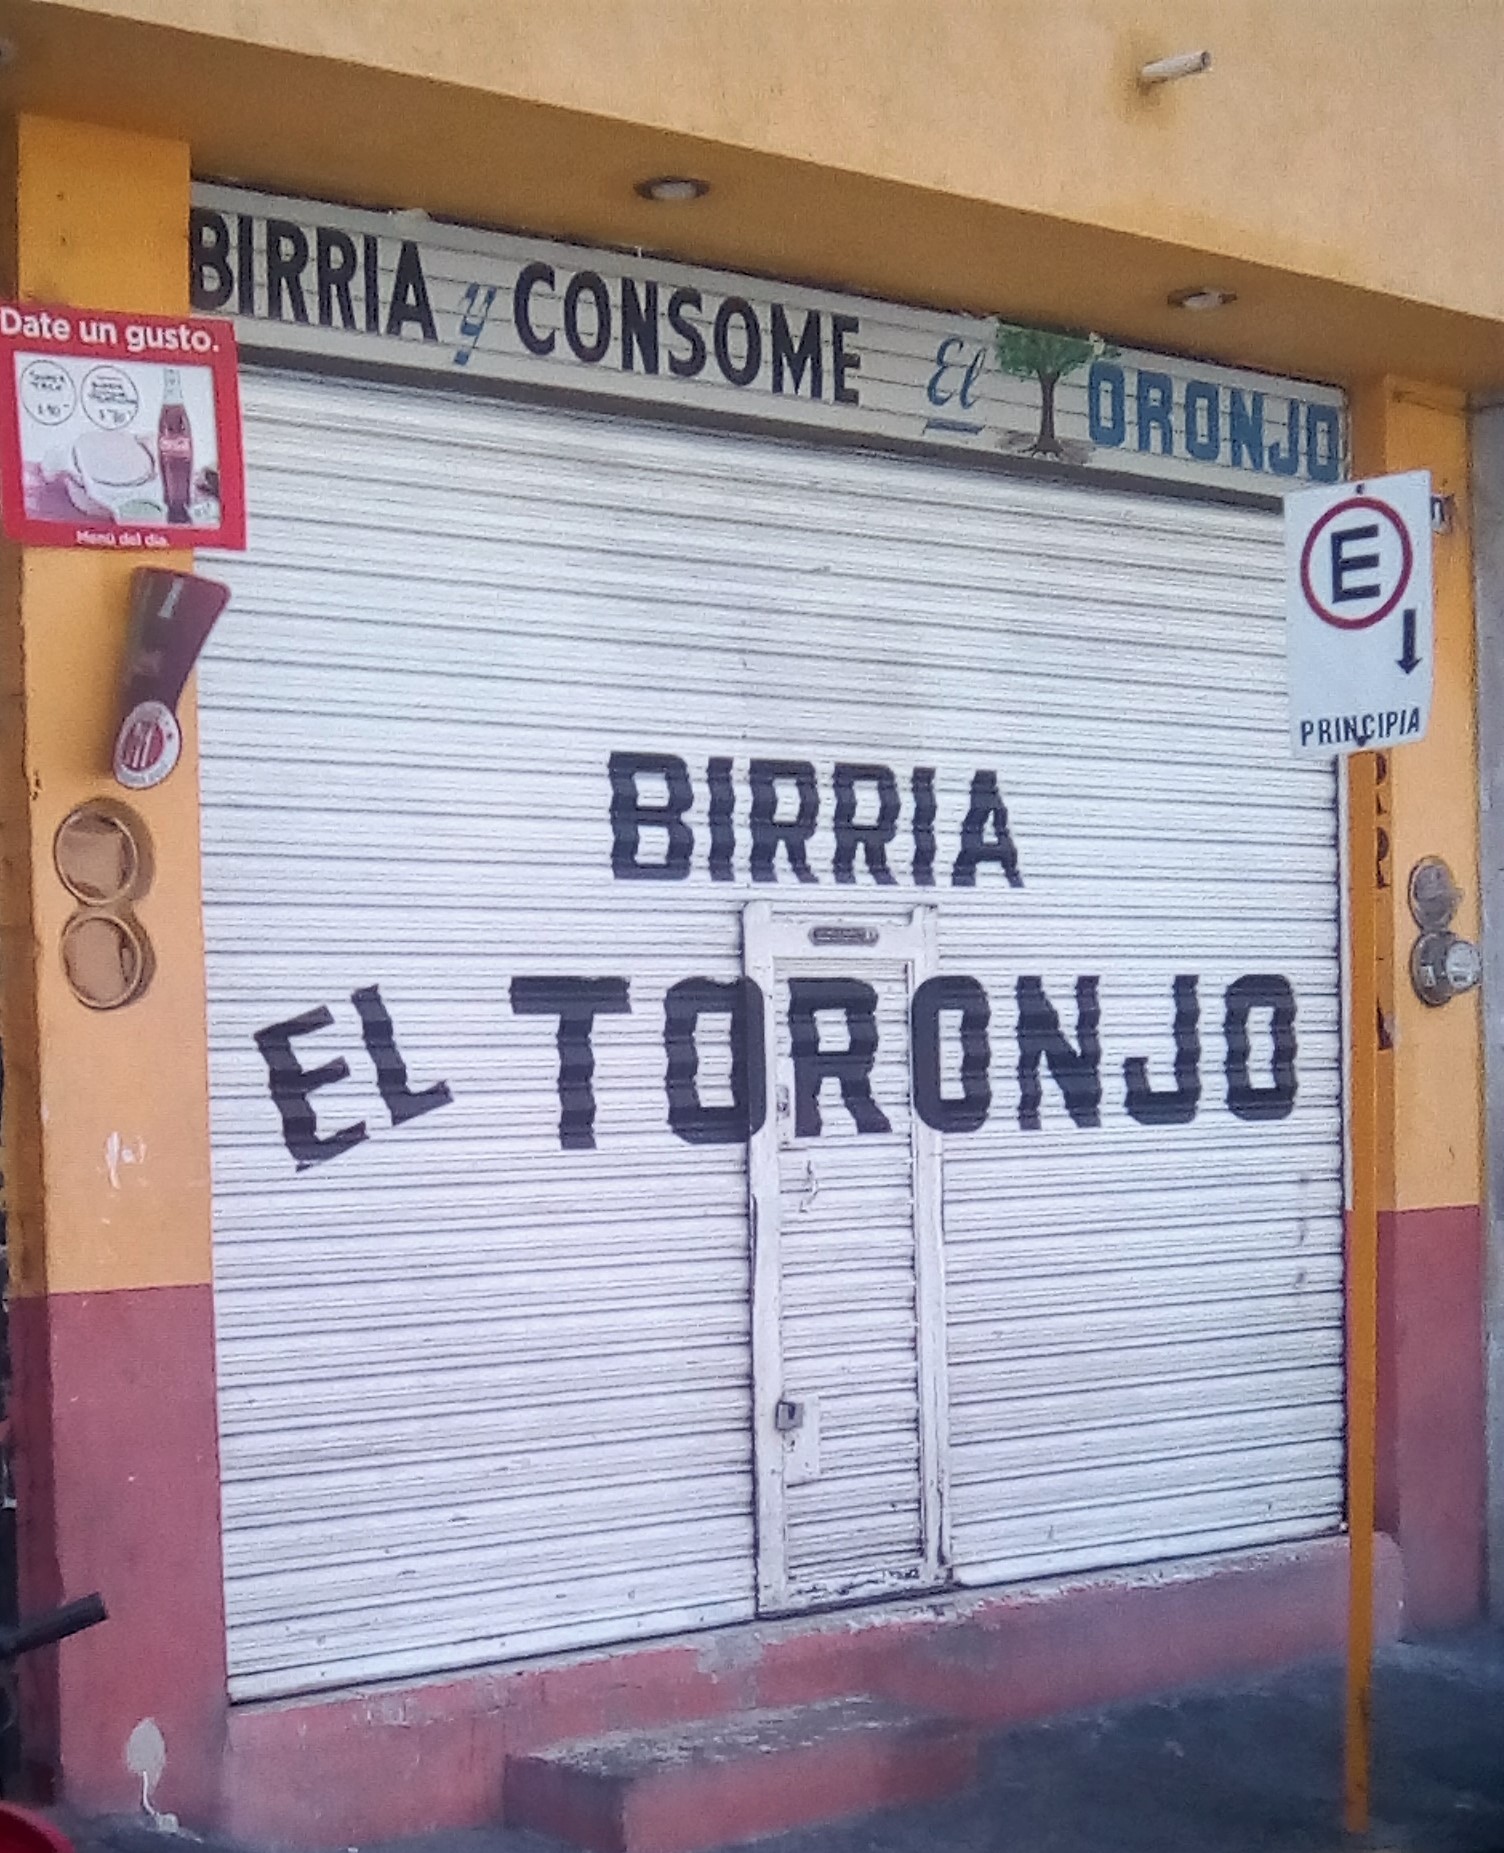 BIRRIA y CONSOME El TORONJO
Date un gusto.
Menú del día.
E
PRINCIPIA
BIRRIA
EL TORONJO